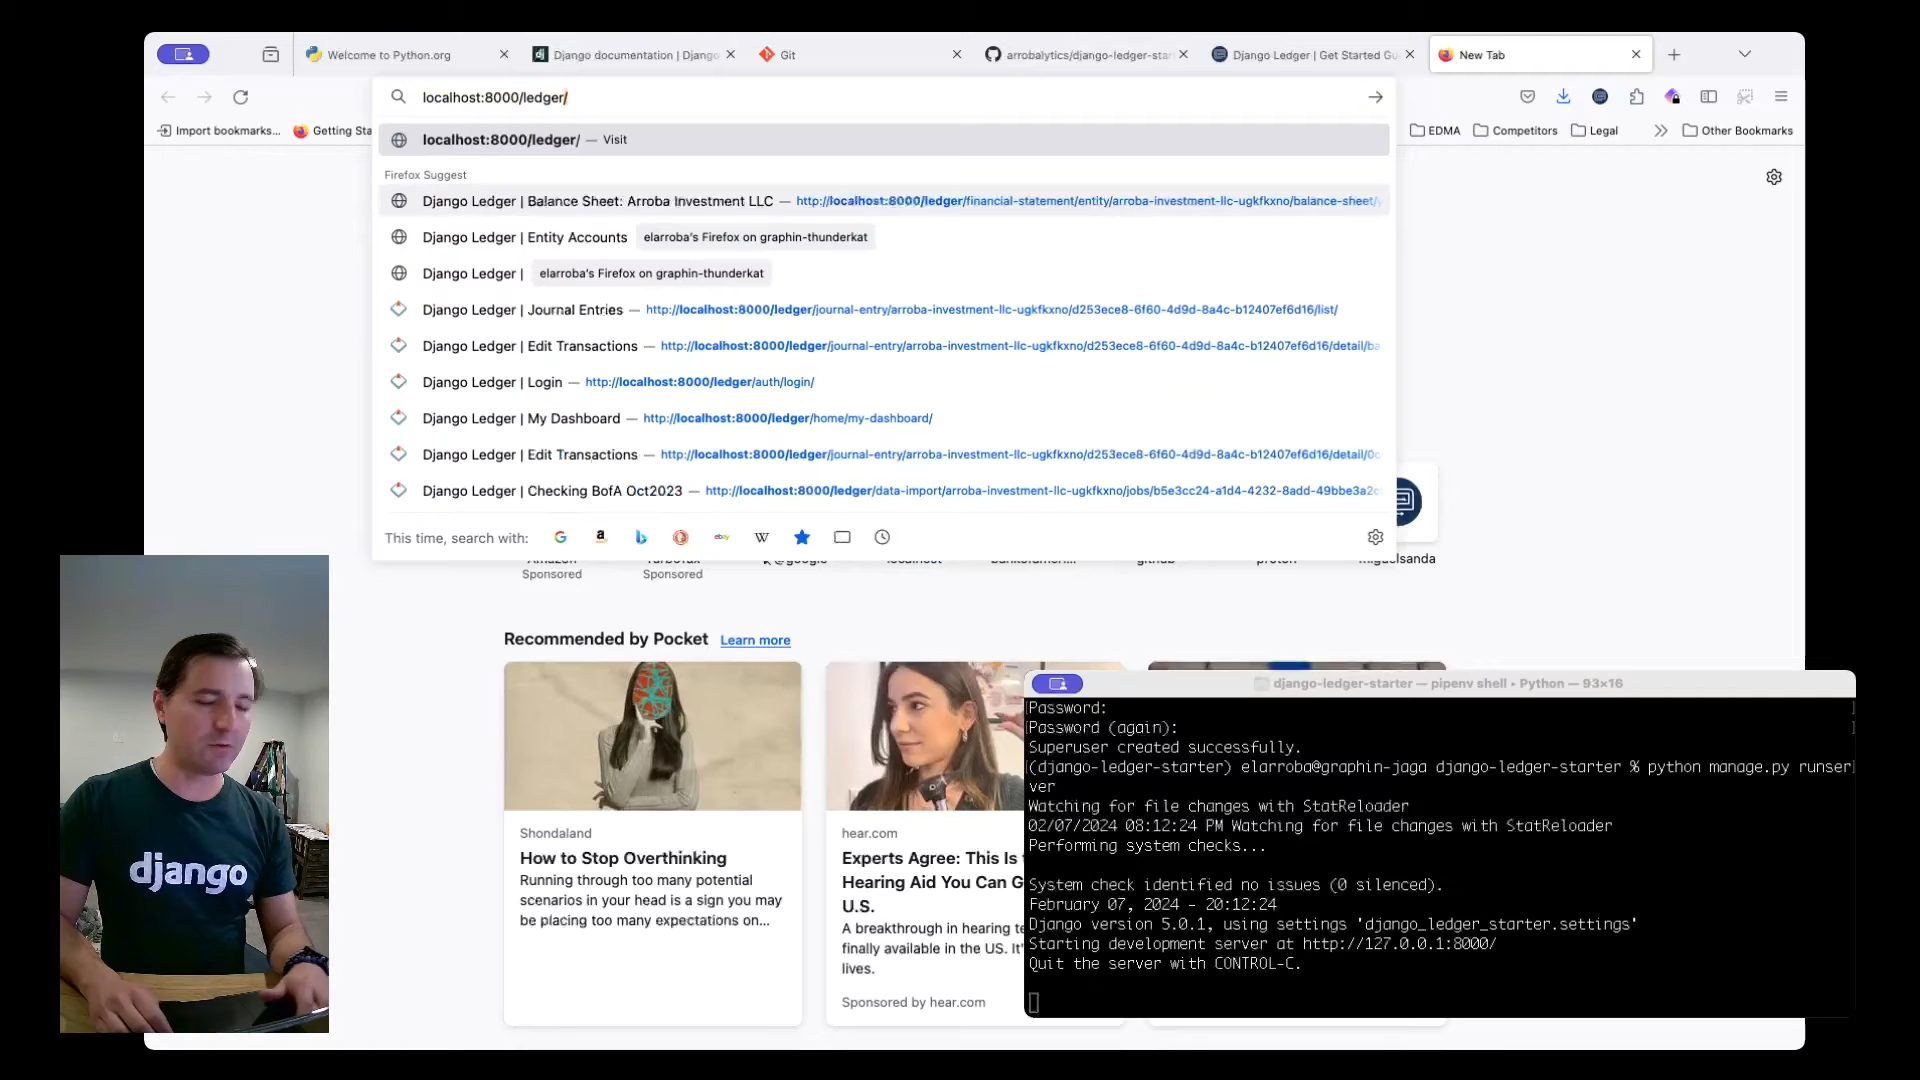 Welcome to Python.org
Django documentation | Django
Git
arrobalytics/django-ledger-star
Django Ledger | Get Started Gu
New Tab
localhost:8000/ledger/
Import bookmarks...
Getting Sta
EDMA
Competitors
Legal
Other Bookmarks
localhost:8000/ledger/ — Visit
Firefox Suggest
Django Ledger | Balance Sheet: Arroba Investment LLC — http://localhost:8000/ledger/financial-statement/entity/arroba-investment-llc-ugkfkxno/balance-sheet/
Django Ledger | Entity Accounts elarroba's Firefox on graphin-thunderkat
Django Ledger | elarroba's Firefox on graphin-thunderkat
Django Ledger | Journal Entries — http://localhost:8000/ledger/journal-entry/arroba-investment-llc-ugkfkxno/d253ece8-6f60-4d9d-8a4c-b12407ef6d16/list/
Django Ledger | Edit Transactions — http://localhost:8000/ledger/journal-entry/arroba-investment-llc-ugkfkxno/d253ece8-6f60-4d9d-8a4c-b12407ef6d16/detail/ba
Django Ledger | Login — http://localhost:8000/ledger/auth/login/
Django Ledger | My Dashboard — http://localhost:8000/ledger/home/my-dashboard/
Django Ledger | Edit Transactions — http://localhost:8000/ledger/journal-entry/arroba-investment-llc-ugkfkxno/d253ece8-6f60-4d9d-8a4c-b12407ef6d16/detail/0c
Django Ledger | Checking BofA Oct2023 — http://localhost:8000/ledger/data-import/arroba-investment-llc-ugkfkxno/jobs/b5e3cc24-a1d4-4232-8add-49bbe3a2c
This time, search with:
Sponsored
Sponsored
Recommended by Pocket Learn more
Shondaland
How to Stop Overthinking
Running through too many potential
scenarios in your head is a sign you may
be placing too many expectations on...
hear.com
Experts Agree: This Is
Hearing Aid You Can G
U.S.
A breakthrough in hearing te
finally available in the US. It'
lives.
Sponsored by hear.com
django-ledger-starter — pipenv shell • Python — 93×16
Password:
Password (again):
Superuser created successfully.
(django-ledger-starter) elarroba@graphin-jaga django-ledger-starter % python manage.py runser
ver
Watching for file changes with StatReloader
02/07/2024 08:12:24 PM Watching for file changes with StatReloader
Performing system checks...
System check identified no issues (0 silenced).
February 07, 2024 - 20:12:24
Django version 5.0.1, using settings 'django_ledger_starter.settings'
Starting development server at http://127.0.0.1:8000/
Quit the server with CONTROL-C.
django